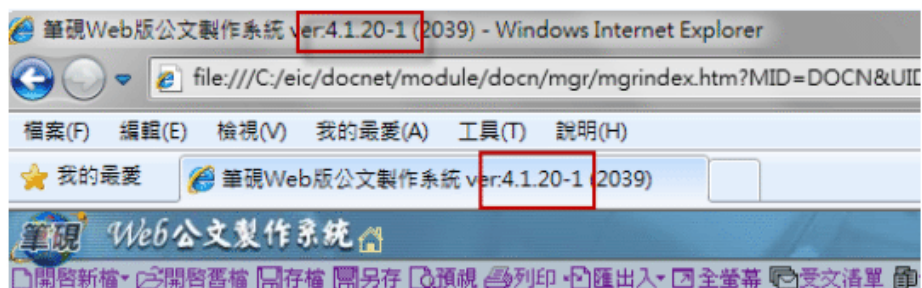 筆硯Web版公文製作系統 ver:4.1.20-1 (2039) - Windows Internet Explorer
file:///C:/eic/docnet/module/docn/mgr/mgrindex.htm?MID=DOCN&UID
檔案(F) 編輯(E) 檢視(V) 我的最愛(A) 工具(T) 說明(H)
我的最愛 筆硯Web版公文製作系統 ver:4.1.20-1 (2039)
筆硯 Web公文製作系統
開啓新檔 開啓舊檔 存檔 另存 預視 列印 匯出入 全螢幕 受文清單